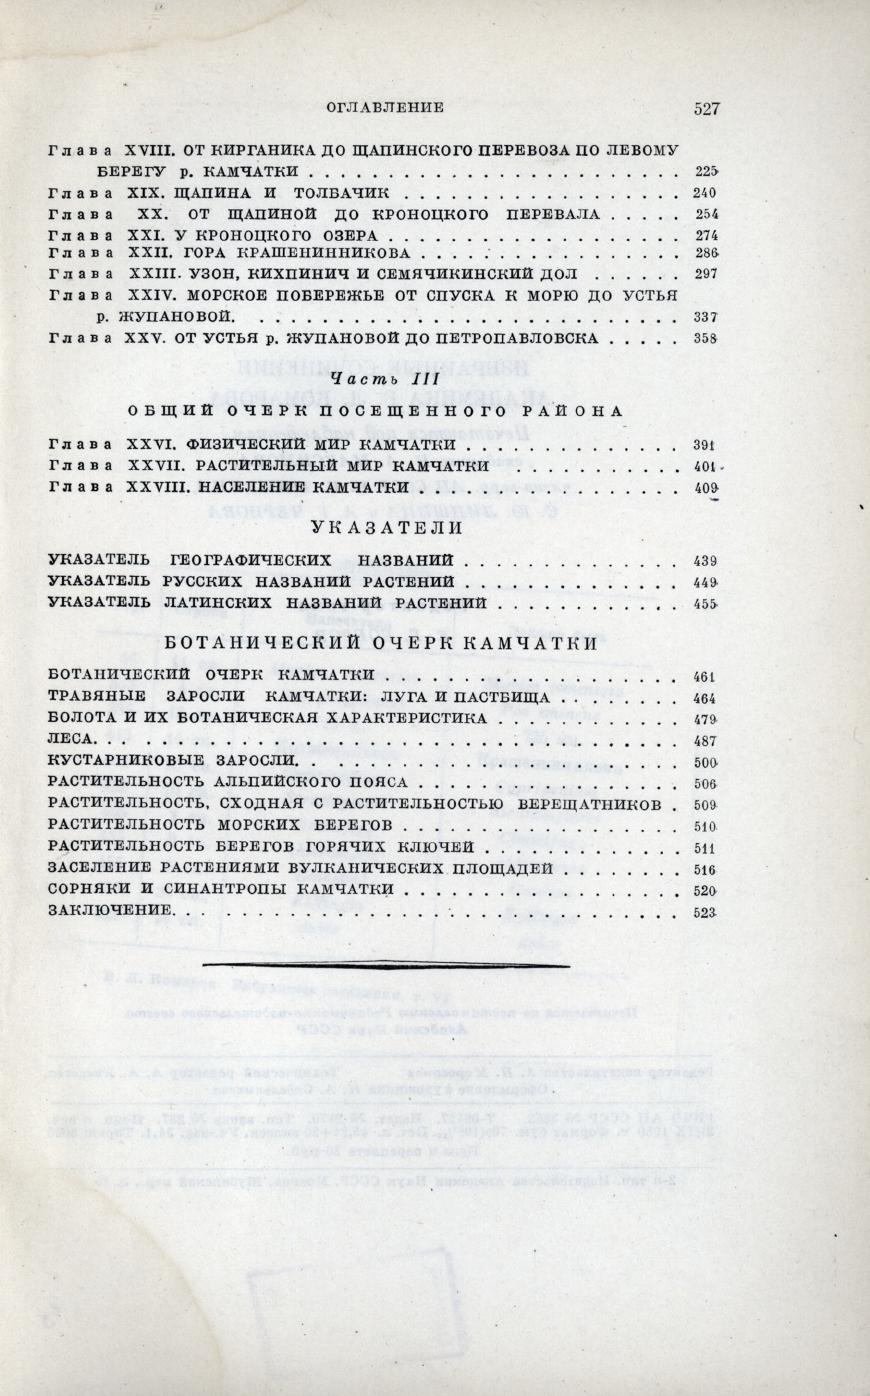 ОГЛАВЛЕНИЕ 527
Глава XVIII. ОТ КИРГАНИКА ДО ЩАПИНСКОГО ПЕРЕВОЗА ПО ЛЕВОМУ
БЕРЕГУ р. КАМЧАТКИ . . . . . . . . . . . . . . . . . . . . . . . 225
Глава XIX. ЩАПИНА И ТОЛБАЧИК . . . . . . . . . . . . . . . . . 240
Глава XX. ОТ ЩАПИНОЙ ДО КРОНОЦКОГО ПЕРЕВАЛА . . . . . 254
Глава XXI. У КРОНОЦКОГО ОЗЕРА . . . . . . . . . . . . . . . . . . 274
Глава XXII. ГОРА КРАШЕНИННИКОВА . . . . . . . . . . . . . . . . 286
Глава XXIII. УЗОН, КИХПИНИЧ И СЕМЯЧИКИНСКИЙ ДОЛ . . . . . . 297
Глава XXIV. МОРСКОЕ ПОБЕРЕЖЬЕ ОТ СПУСКА К МОРЮ ДО УСТЬЯ
р. ЖУПАНОВОЙ. . . . . . . . . . . . . . . . . . . . . . . . . . . 337
Глава XXV. ОТ УСТЬЯ р. ЖУПАНОВОЙ ДО ПЕТРОПАВЛОВСКА . . . . . 358
Часть III
ОБЩИЙ ОЧЕРК ПОСЕЩЕННОГО РАЙОНА
Глава XXVI. ФИЗИЧЕСКИЙ МИР КАМЧАТКИ . . . . . . . . . . . . . 391
Глава XXVII. РАСТИТЕЛЬНЫЙ МИР КАМЧАТКИ . . . . . . . . . . . 401
Глава XXVIII. НАСЕЛЕНИЕ КАМЧАТКИ . . . . . . . . . . . . . . . . 409
УКАЗАТЕЛИ
УКАЗАТЕЛЬ ГЕОГРАФИЧЕСКИХ НАЗВАНИЙ . . . . . . . . . . . . . 439
УКАЗАТЕЛЬ РУССКИХ НАЗВАНИЙ РАСТЕНИЙ . . . . . . . . . . . . . 449
УКАЗАТЕЛЬ ЛАТИНСКИХ НАЗВАНИЙ РАСТЕНИЙ . . . . . . . . . . . 455
БОТАНИЧЕСКИЙ ОЧЕРК КАМЧАТКИ
БОТАНИЧЕСКИЙ ОЧЕРК КАМЧАТКИ . . . . . . . . . . . . . . . . . . 461
ТРАВЯНЫЕ ЗАРОСЛИ КАМЧАТКИ: ЛУГА И ПАСТБИЩА . . . . . . . . 464
БОЛОТА И ИХ БОТАНИЧЕСКАЯ ХАРАКТЕРИСТИКА . . . . . . . . . . . 479
ЛЕСА. . . . . . . . . . . . . . . . . . . . . . . . . . . . . . . . . . . . 487
КУСТАРНИКОВЫЕ ЗАРОСЛИ. . . . . . . . . . . . . . . . . . . . . . . 500
РАСТИТЕЛЬНОСТЬ АЛЬПИЙСКОГО ПОЯСА . . . . . . . . . . . . . . . . 506
РАСТИТЕЛЬНОСТЬ, СХОДНАЯ С РАСТИТЕЛЬНОСТЬЮ ВЕРЕЩАТНИКОВ . 509
РАСТИТЕЛЬНОСТЬ МОРСКИХ БЕРЕГОВ . . . . . . . . . . . . . . . . . 510
РАСТИТЕЛЬНОСТЬ БЕРЕГОВ ГОРЯЧИХ КЛЮЧЕЙ . . . . . . . . . . . . 511
ЗАСЕЛЕНИЕ РАСТЕНИЯМИ ВУЛКАНИЧЕСКИХ ПЛОЩАДЕЙ . . . . . . . . 516
СОРНЯКИ И СИНАНТРОПЫ КАМЧАТКИ . . . . . . . . . . . . . . . . . 520
ЗАКЛЮЧЕНИЕ. . . . . . . . . . . . . . . . . . . . . . . . . . . . . . . 523